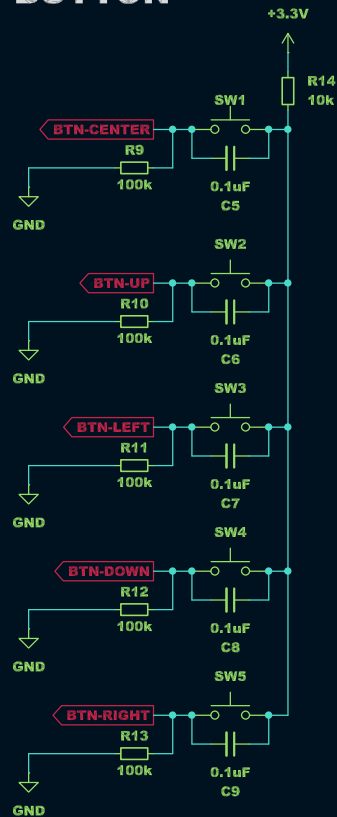 BUTTON
+3.3V
R14
10k
SW1
BTN-CENTER
R9
100k
0.1uF
C5
GND
SW2
BTN-UP
R10
100k
0.1uF
C6
GND
SW3
BTN-LEFT
R11
100k
0.1uF
C7
GND
SW4
BTN-DOWN
R12
100k
0.1uF
C8
GND
SW5
BTN-RIGHT
R13
100k
0.1uF
C9
GND